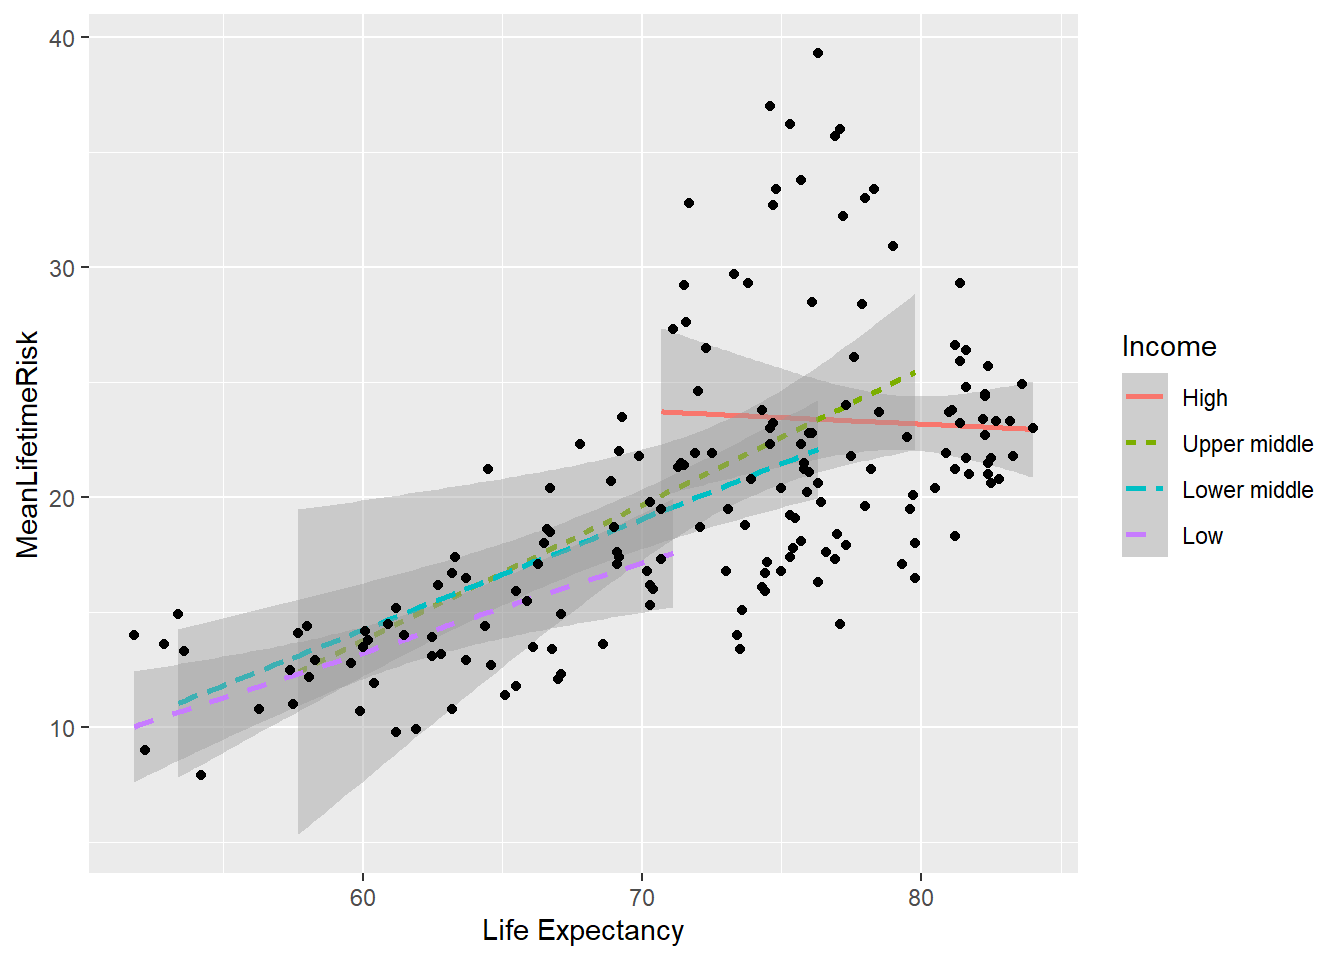 40
30
20
10
MeanLifetimeRisk
60 70 80
Life Expectancy
Income
High
Upper middle
Lower middle
Low